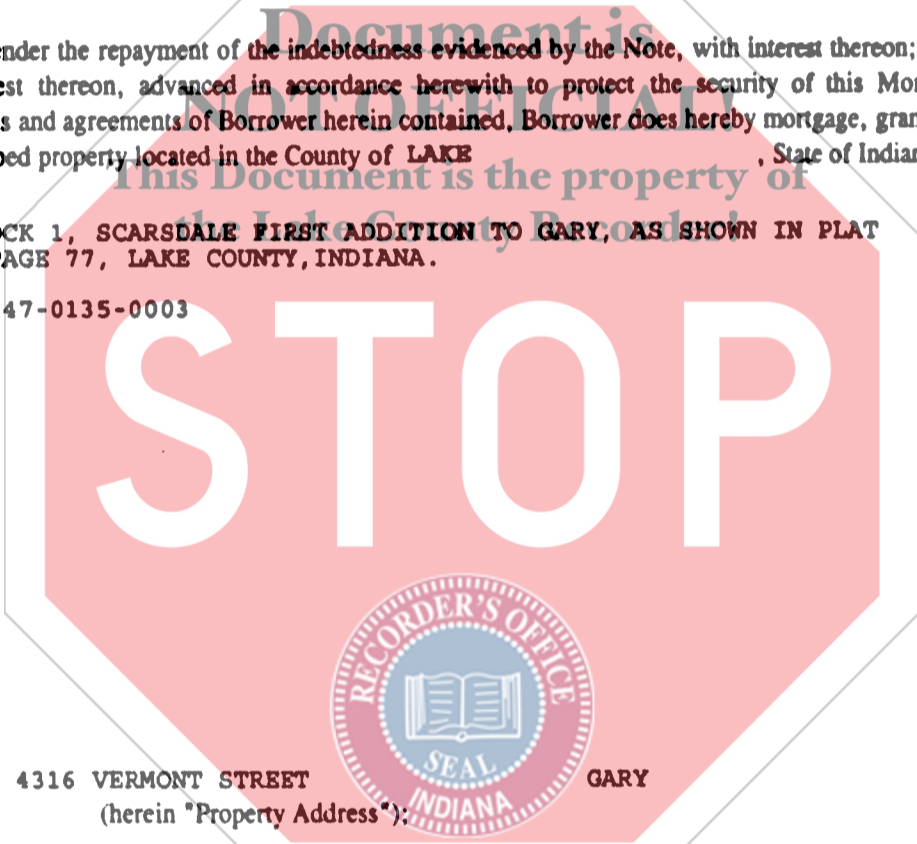 Document is
ender the repayment of the indebtedness evidenced by the Note, with interest thereon;
est thereon, advanced in accordance herewith to protect the security of this Mor
NOT OFFICIAL!
s and agreements of Borrower herein contained, Borrower does hereby mortgage, gran
bed property located in the County of LAKE , State of Indian
This Document is the property of
the Lake County Recorder!
CK 1, SCARSDALE FIRST ADDITION TO GARY, AS SHOWN IN PLAT
AGE 77, LAKE COUNTY, INDIANA.
47-0135-0003
STOP
RECORDER'S OFFICE
SEAL
INDIANA
4316 VERMONT STREET GARY
(herein "Property Address");